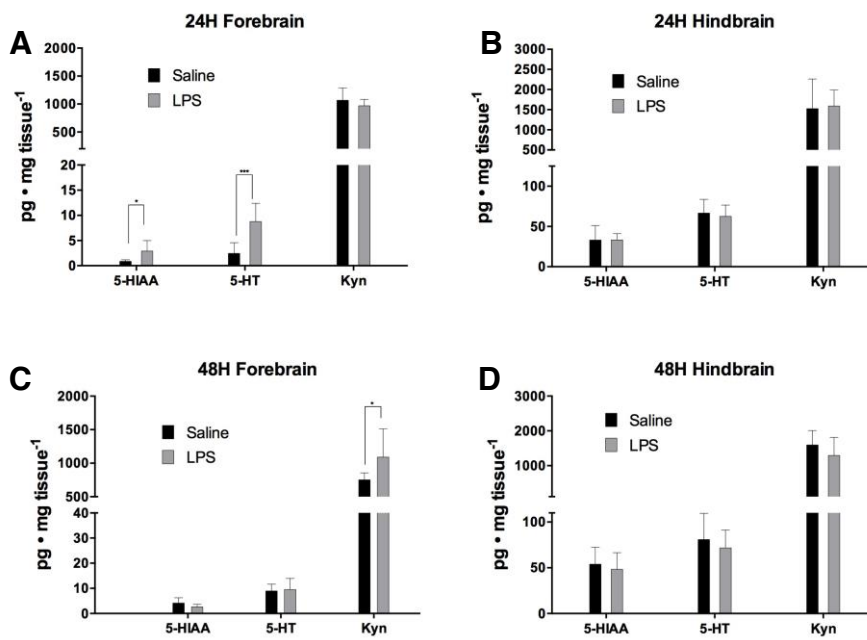 A
24H Forebrain
pg • mg tissue⁻¹
2000
1500
1000
500
20
15
10
5
0
Saline
LPS
*
***
5-HIAA 5-HT Kyn
B
24H Hindbrain
3000
2500
2000
1500
1000
500
100
50
0
Saline
LPS
5-HIAA 5-HT Kyn
C
48H Forebrain
pg • mg tissue⁻¹
2000
1500
1000
500
40
30
20
10
0
Saline
LPS
*
5-HIAA 5-HT Kyn
D
48H Hindbrain
pg • mg tissue⁻¹
3000
2000
1000
100
50
0
Saline
LPS
5-HIAA 5-HT Kyn